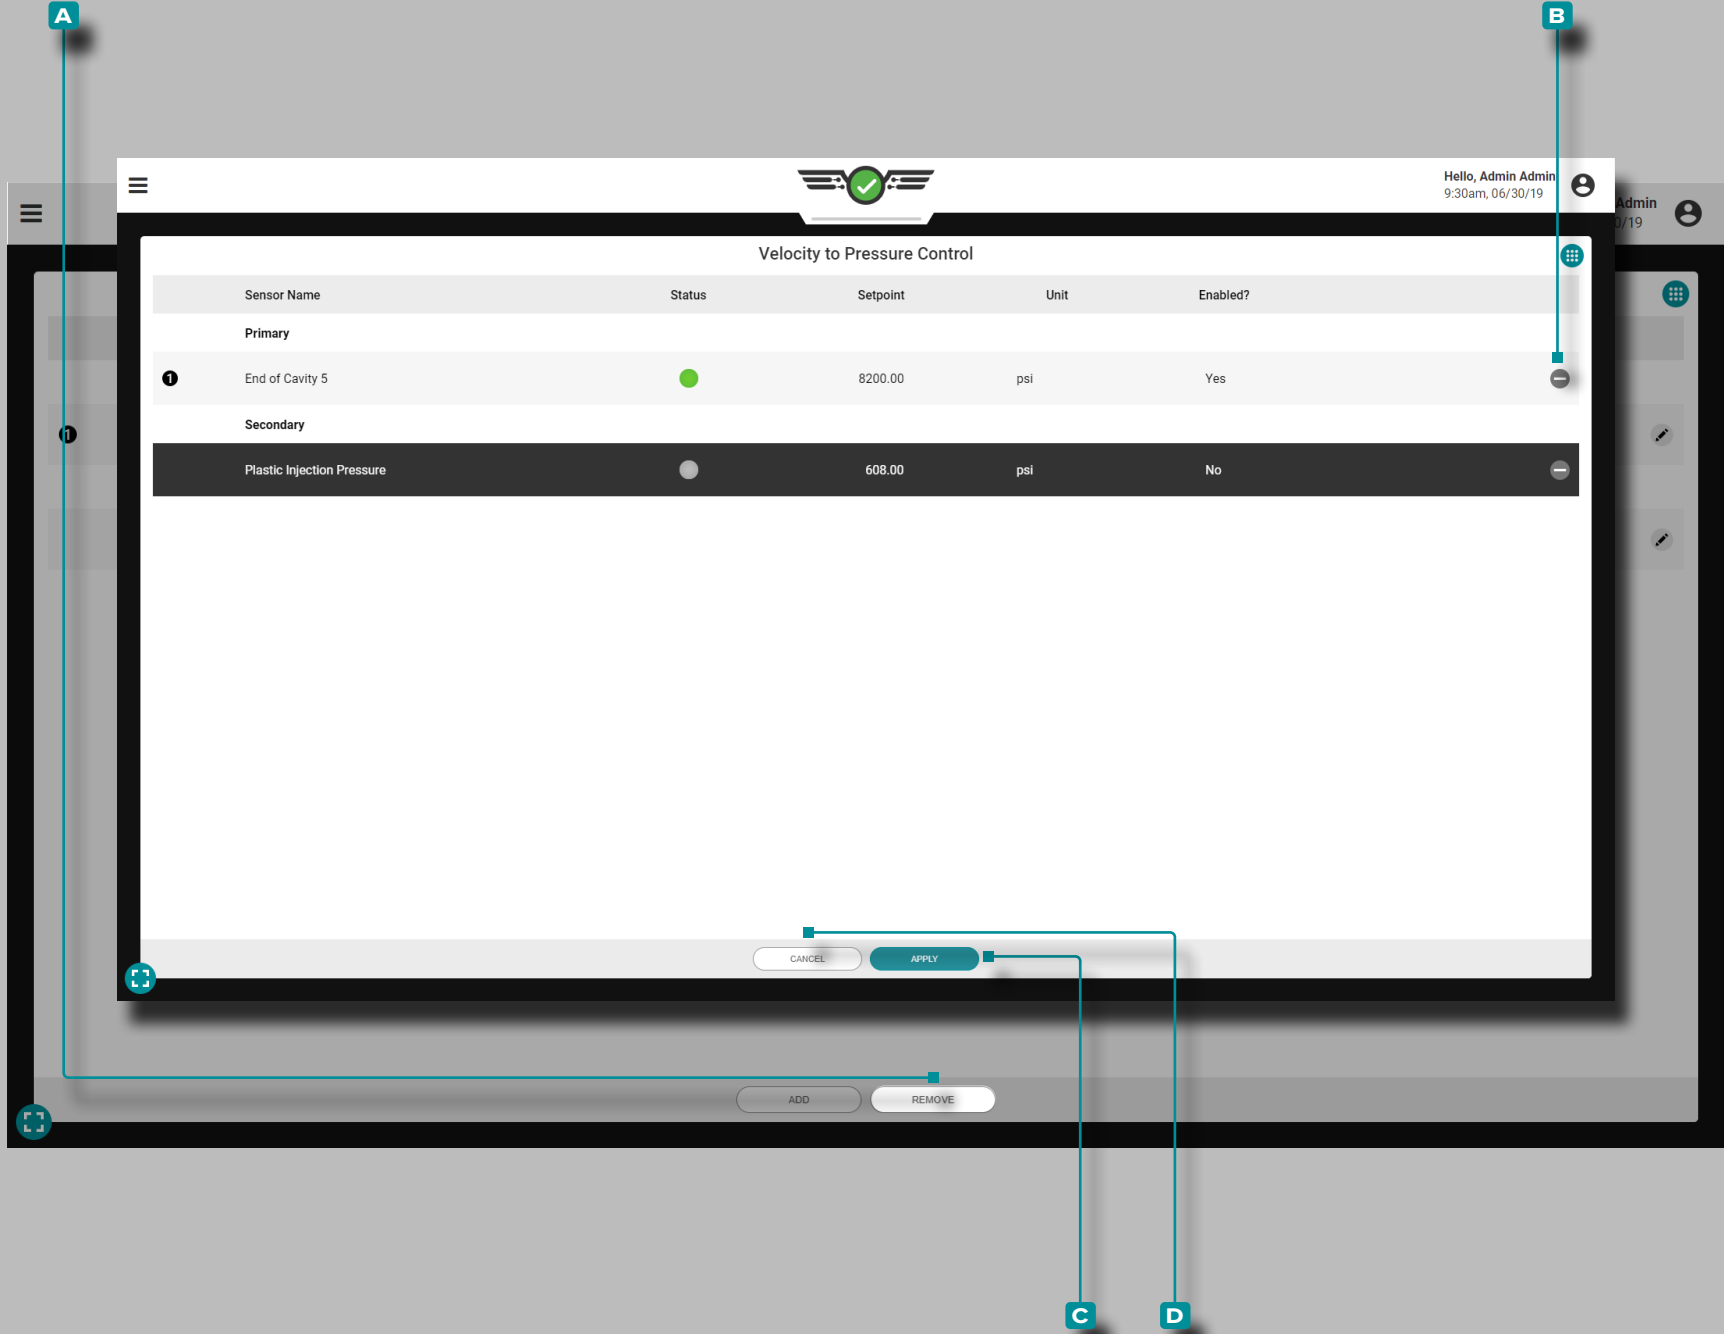 A
B
Hello, Admin Admin
9:30am, 06/30/19
Admin
0/19
Velocity to Pressure Control
Sensor Name Status Setpoint Unit Enabled?
Primary
1 End of Cavity 5 8200.00 psi Yes
Secondary
1
Plastic Injection Pressure 608.00 psi No
CANCEL APPLY
ADD REMOVE
C D